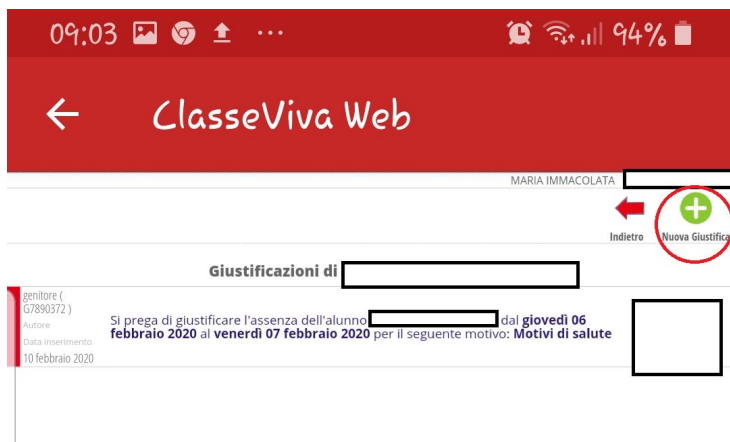 09:03 ... 94%
ClasseViva Web
MARIA IMMACOLATA
Indietro Nuova Giustifica
Giustificazioni di
genitore (
G7890372 )
Autore
Data inserimento
10 febbraio 2020
Si prega di giustificare l'assenza dell'alunno dal giovedì 06
febbraio 2020 al venerdì 07 febbraio 2020 per il seguente motivo: Motivi di salute